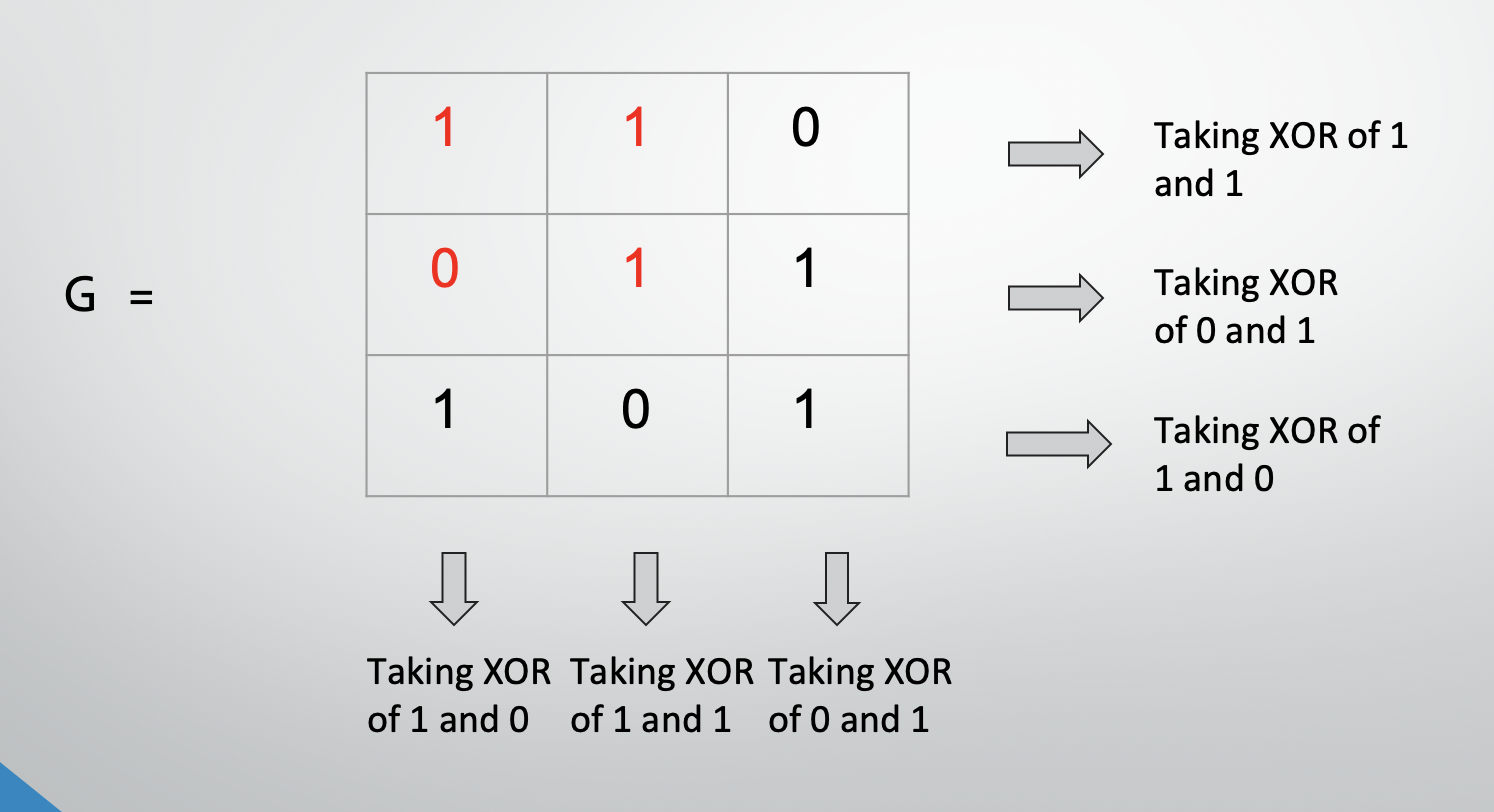 1 1 0
Taking XOR of 1
and 1
0 1 1
G =
Taking XOR
of 0 and 1
1 0 1
Taking XOR of
1 and 0
Taking XOR Taking XOR Taking XOR
of 1 and 0 of 1 and 1 of 0 and 1